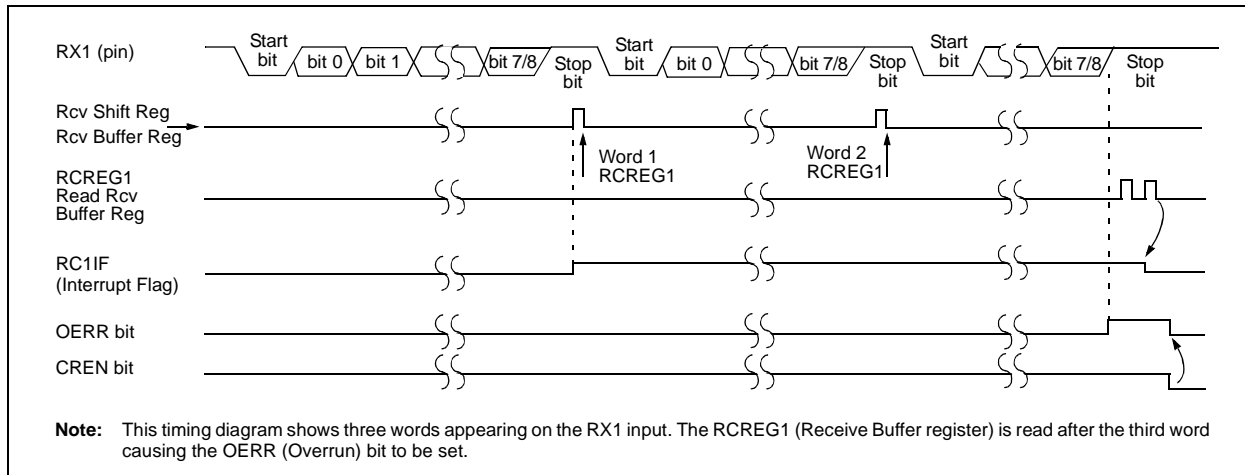 RX1 (pin)
Start bit
bit 0
bit 1
bit 7/8
Stop bit
Start bit
bit 0
bit 7/8
Stop bit
Start bit
bit 7/8
Stop bit
Rcv Shift Reg
Rcv Buffer Reg
Word 1
RCREG1
Word 2
RCREG1
RCREG1
Read Rcv
Buffer Reg
RC1IF
(Interrupt Flag)
OERR bit
CREN bit
Note: This timing diagram shows three words appearing on the RX1 input. The RCREG1 (Receive Buffer register) is read after the third word
causing the OERR (Overrun) bit to be set.